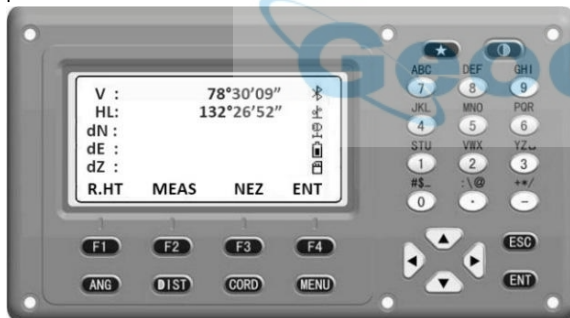 V : 78°30′09″
HL: 132°26′52″
dN :
dE :
dZ :
R.HT MEAS NEZ ENT
F1 F2 F3 F4
ANG DIST CORD MENU
★
ABC DEF GHI
7 8 9
JKL MNO PQR
4 5 6
STU VWX YZ␣
1 2 3
#$_ :\@ +*/
0 . -
ESC
ENT
Geo